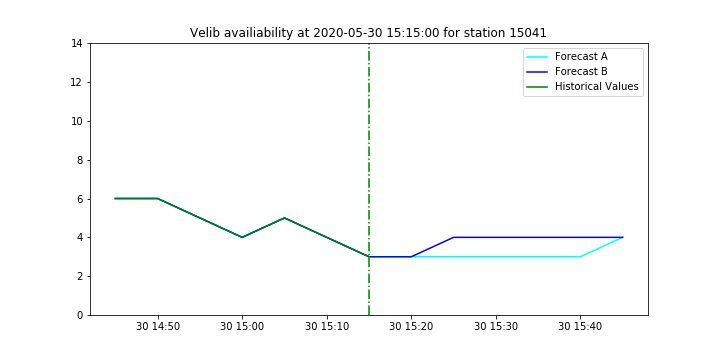 Velib availiability at 2020-05-30 15:15:00 for station 15041
14
12
10
8
6
4
2
0
Forecast A
Forecast B
Historical Values
30 14:50 30 15:00 30 15:10 30 15:20 30 15:30 30 15:40